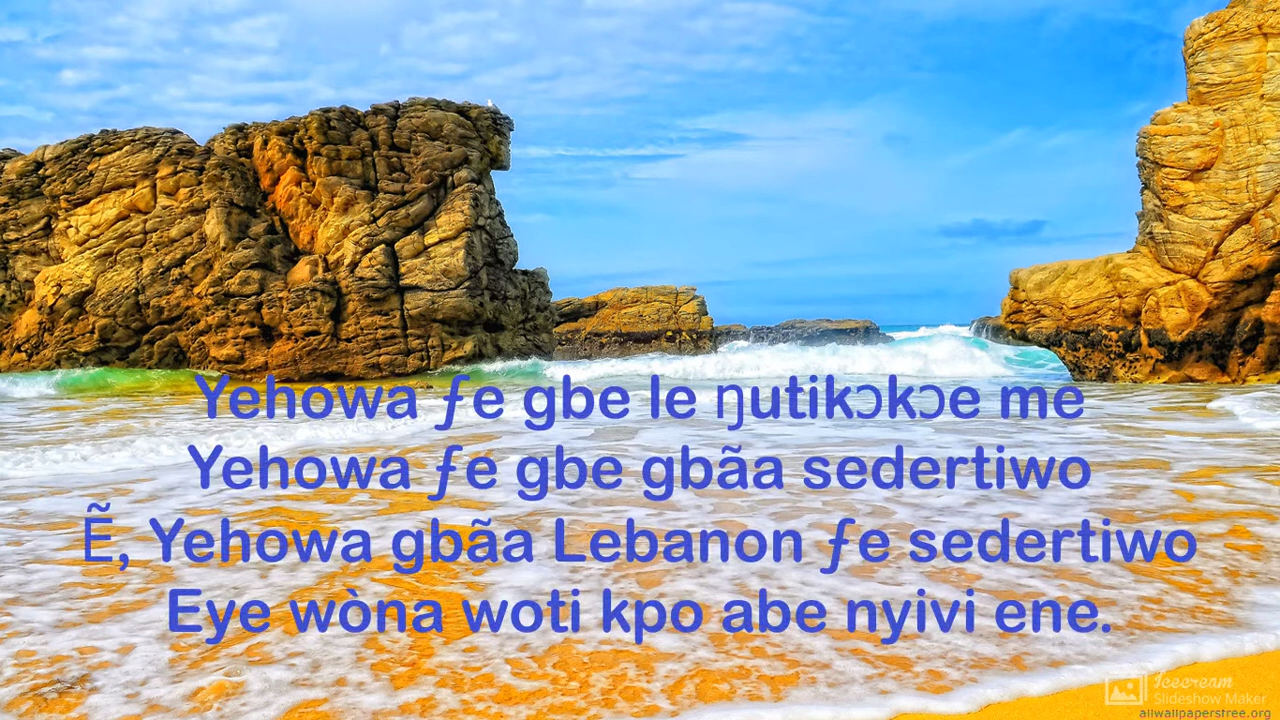 Yehowa ƒe gbe le ŋutikɔkɔe me
Yehowa ƒe gbe gbãa sedertiwo
Ẽ, Yehowa gbãa Lebanon ƒe sedertiwo
Eye wòna woti kpo abe nyivi ene.
Icecream
Slideshow Maker
allwallpaperstree.org